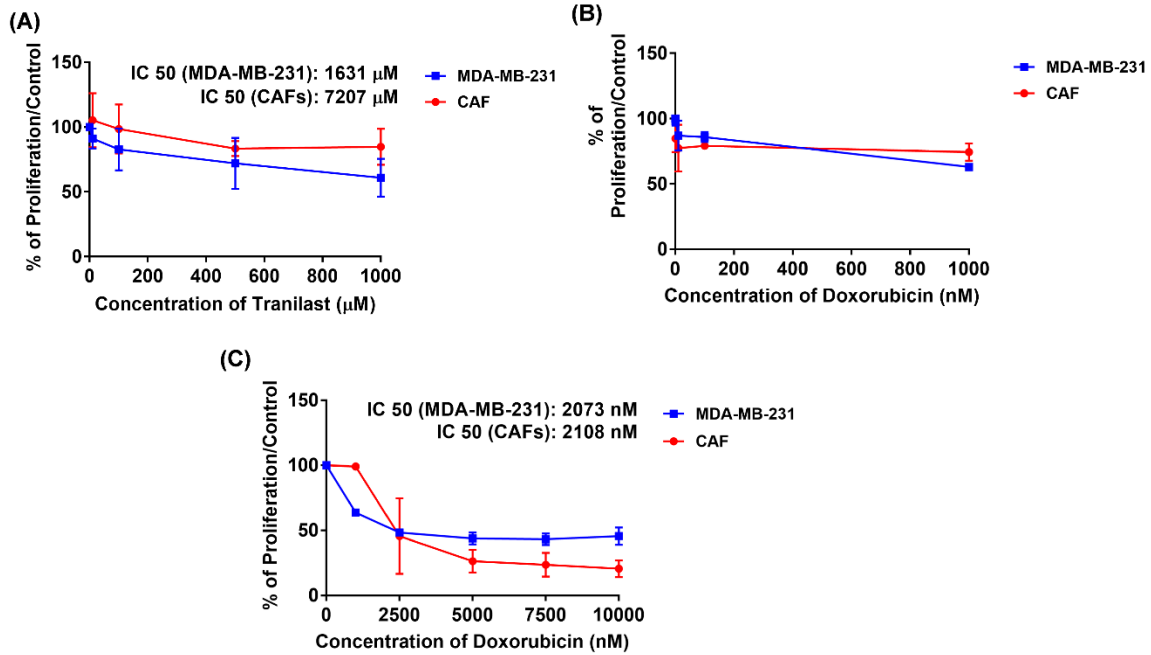 (A)
% of Proliferation/Control
150
100
50
0
0 200 400 600 800 1000
Concentration of Tranilast (μM)
IC 50 (MDA-MB-231): 1631 μM
IC 50 (CAFs): 7207 μM
MDA-MB-231
CAF
(B)
% of
Proliferation/Control
150
100
50
0
0 200 400 600 800 1000
Concentration of Doxorubicin (nM)
MDA-MB-231
CAF
(C)
% of Proliferation/Control
150
100
50
0
0 2500 5000 7500 10000
Concentration of Doxorubicin (nM)
IC 50 (MDA-MB-231): 2073 nM
IC 50 (CAFs): 2108 nM
MDA-MB-231
CAF